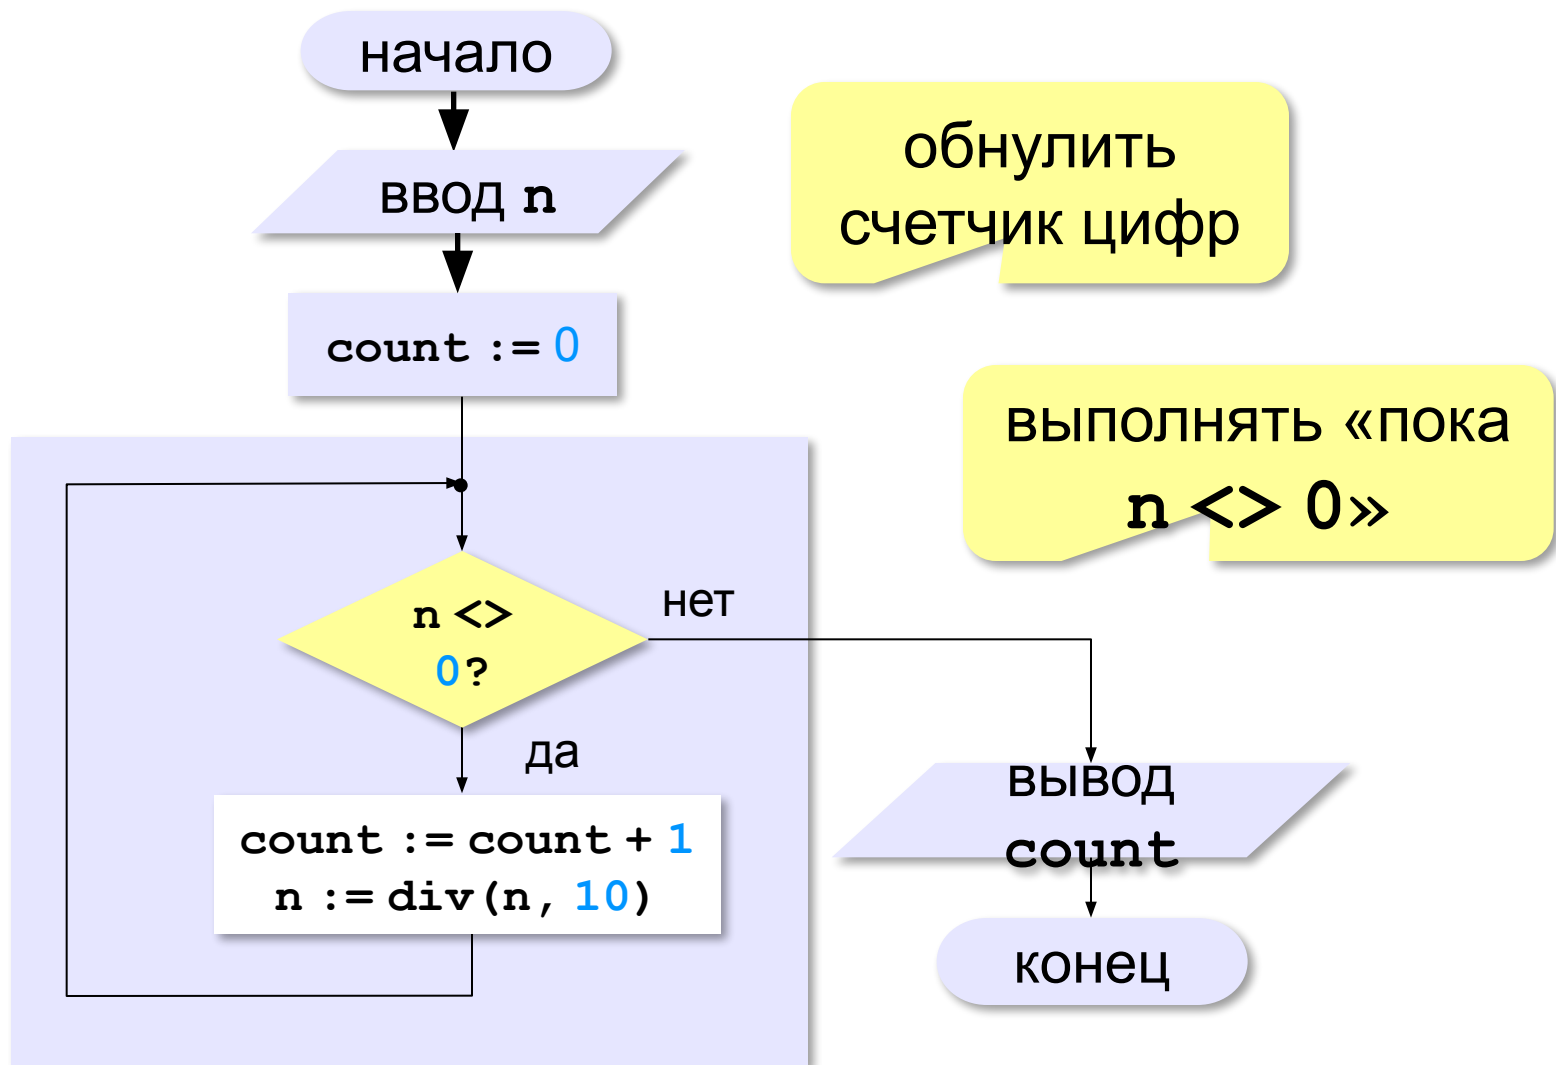 начало
ввод n
count := 0
обнулить
счетчик цифр
выполнять «пока
n <> 0»
n <>
0?
нет
да
count := count + 1
n := div(n, 10)
вывод
count
конец